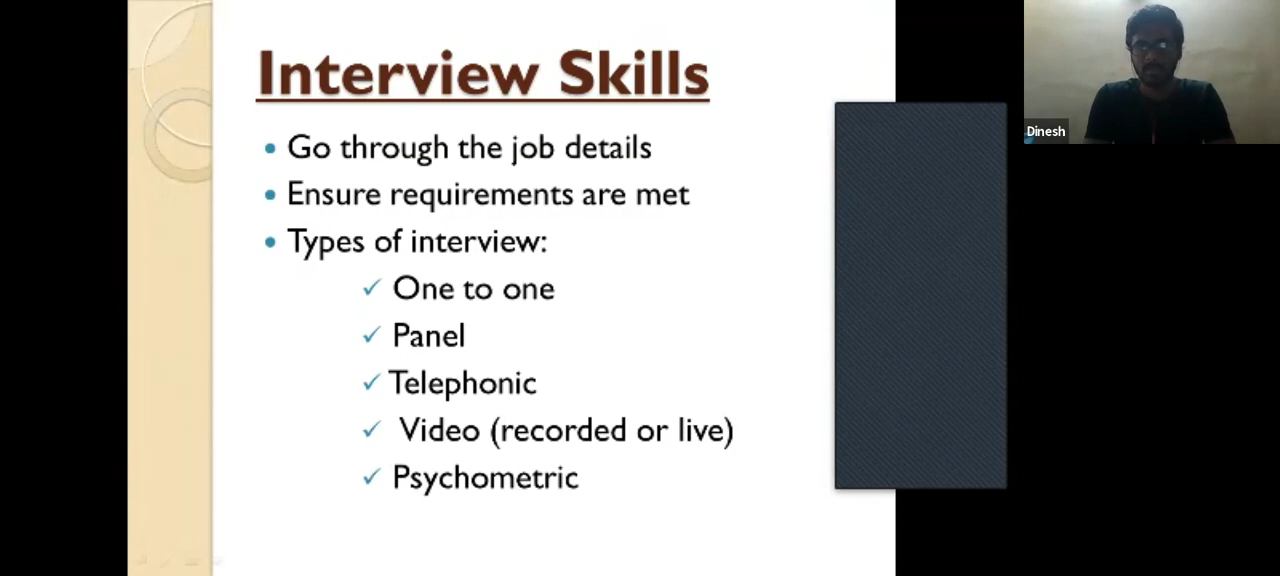 Interview Skills
• Go through the job details
• Ensure requirements are met
• Types of interview:
✓ One to one
✓ Panel
✓ Telephonic
✓ Video (recorded or live)
✓ Psychometric
Dinesh